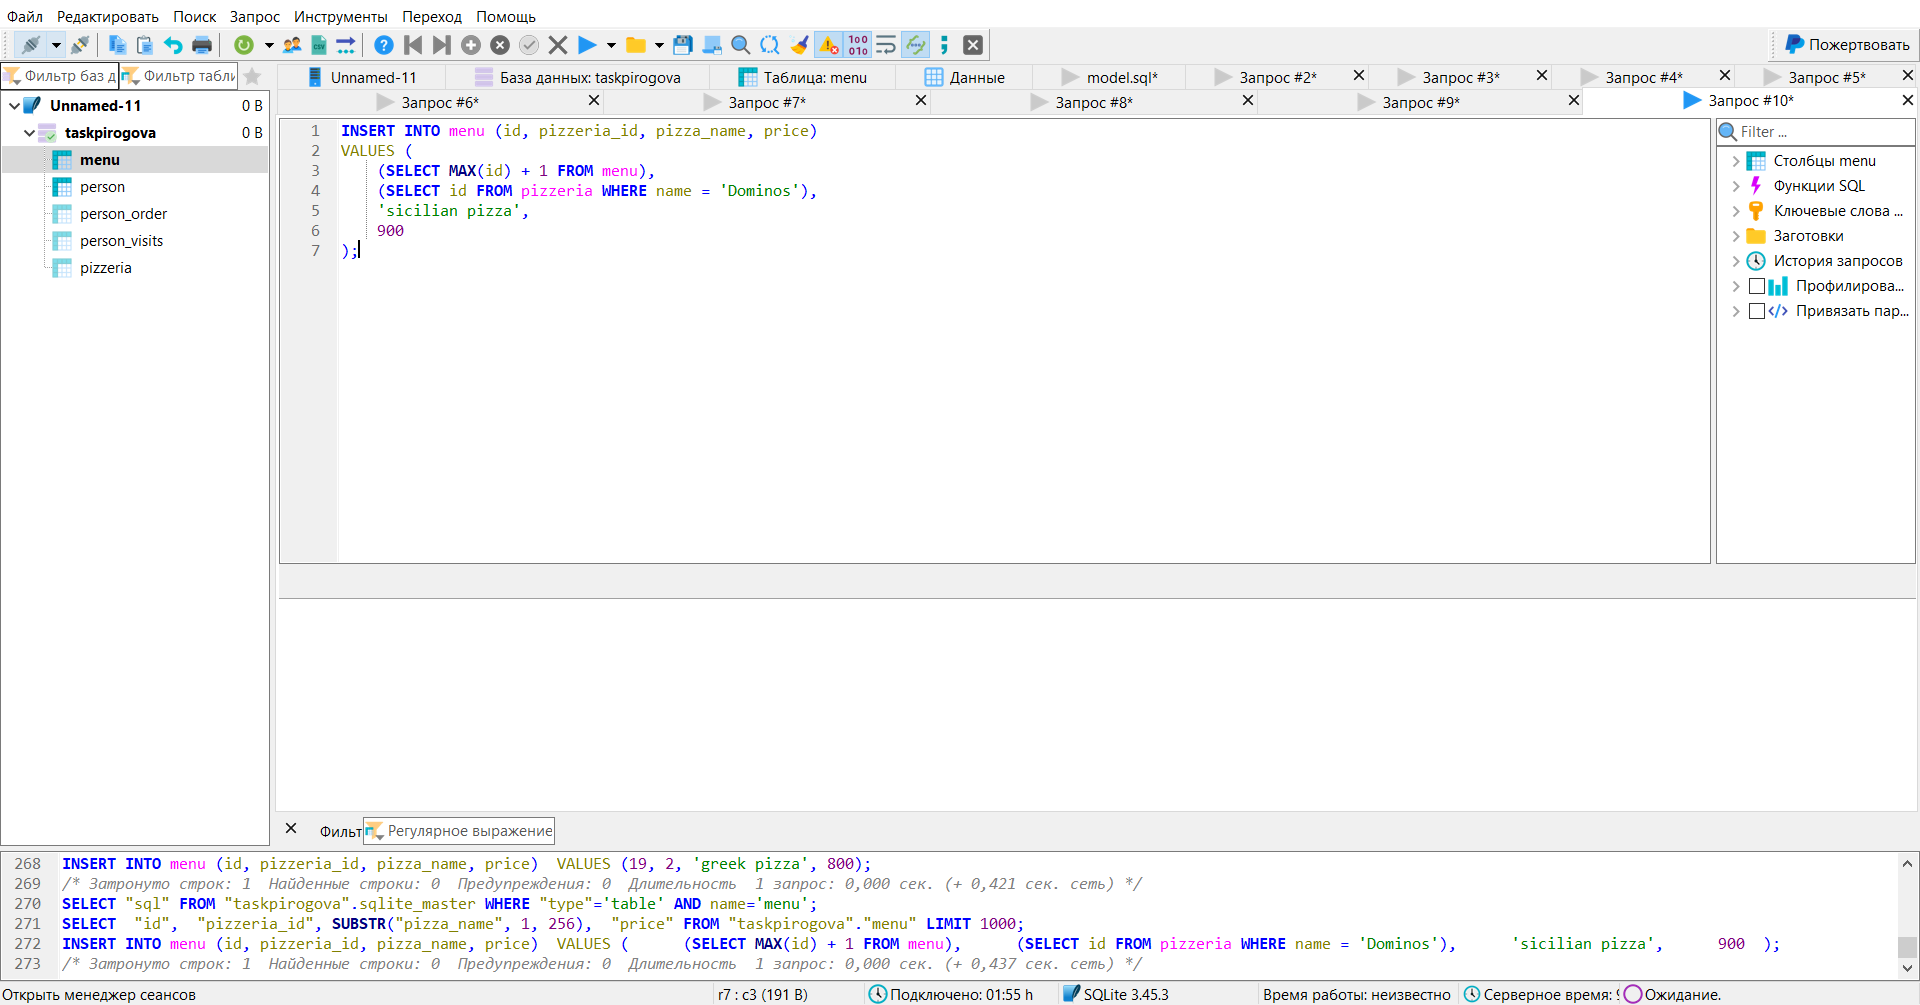 Файл Редактировать Поиск Запрос Инструменты Переход Помощь
Пожертвовать
Фильтр баз д Фильтр табли
Unnamed-11 База данных: taskpirogova Таблица: menu Данные model.sql* Запрос #2* Запрос #3* Запрос #4* Запрос #5*
Запрос #6* Запрос #7* Запрос #8* Запрос #9* Запрос #10*
Unnamed-11 0 B
taskpirogova 0 B
menu
person
person_order
person_visits
pizzeria
1 INSERT INTO menu (id, pizzeria_id, pizza_name, price)
2 VALUES (
3 (SELECT MAX(id) + 1 FROM menu),
4 (SELECT id FROM pizzeria WHERE name = 'Dominos'),
5 'sicilian pizza',
6 900
7 );
Filter ...
Столбцы menu
Функции SQL
Ключевые слова ...
Заготовки
История запросов
Профилирова...
Привязать пар...
Фильт Регулярное выражение
268 INSERT INTO menu (id, pizzeria_id, pizza_name, price) VALUES (19, 2, 'greek pizza', 800);
269 /* Затронуто строк: 1 Найденные строки: 0 Предупреждения: 0 Длительность 1 запрос: 0,000 сек. (+ 0,421 сек. сеть) */
270 SELECT "sql" FROM "taskpirogova".sqlite_master WHERE "type"='table' AND name='menu';
271 SELECT "id", "pizzeria_id", SUBSTR("pizza_name", 1, 256), "price" FROM "taskpirogova"."menu" LIMIT 1000;
272 INSERT INTO menu (id, pizzeria_id, pizza_name, price) VALUES ( (SELECT MAX(id) + 1 FROM menu), (SELECT id FROM pizzeria WHERE name = 'Dominos'), 'sicilian pizza', 900 );
273 /* Затронуто строк: 1 Найденные строки: 0 Предупреждения: 0 Длительность 1 запрос: 0,000 сек. (+ 0,437 сек. сеть) */
Открыть менеджер сеансов r7 : c3 (191 B) Подключено: 01:55 h SQLite 3.45.3 Время работы: неизвестно Серверное время: Ожидание.